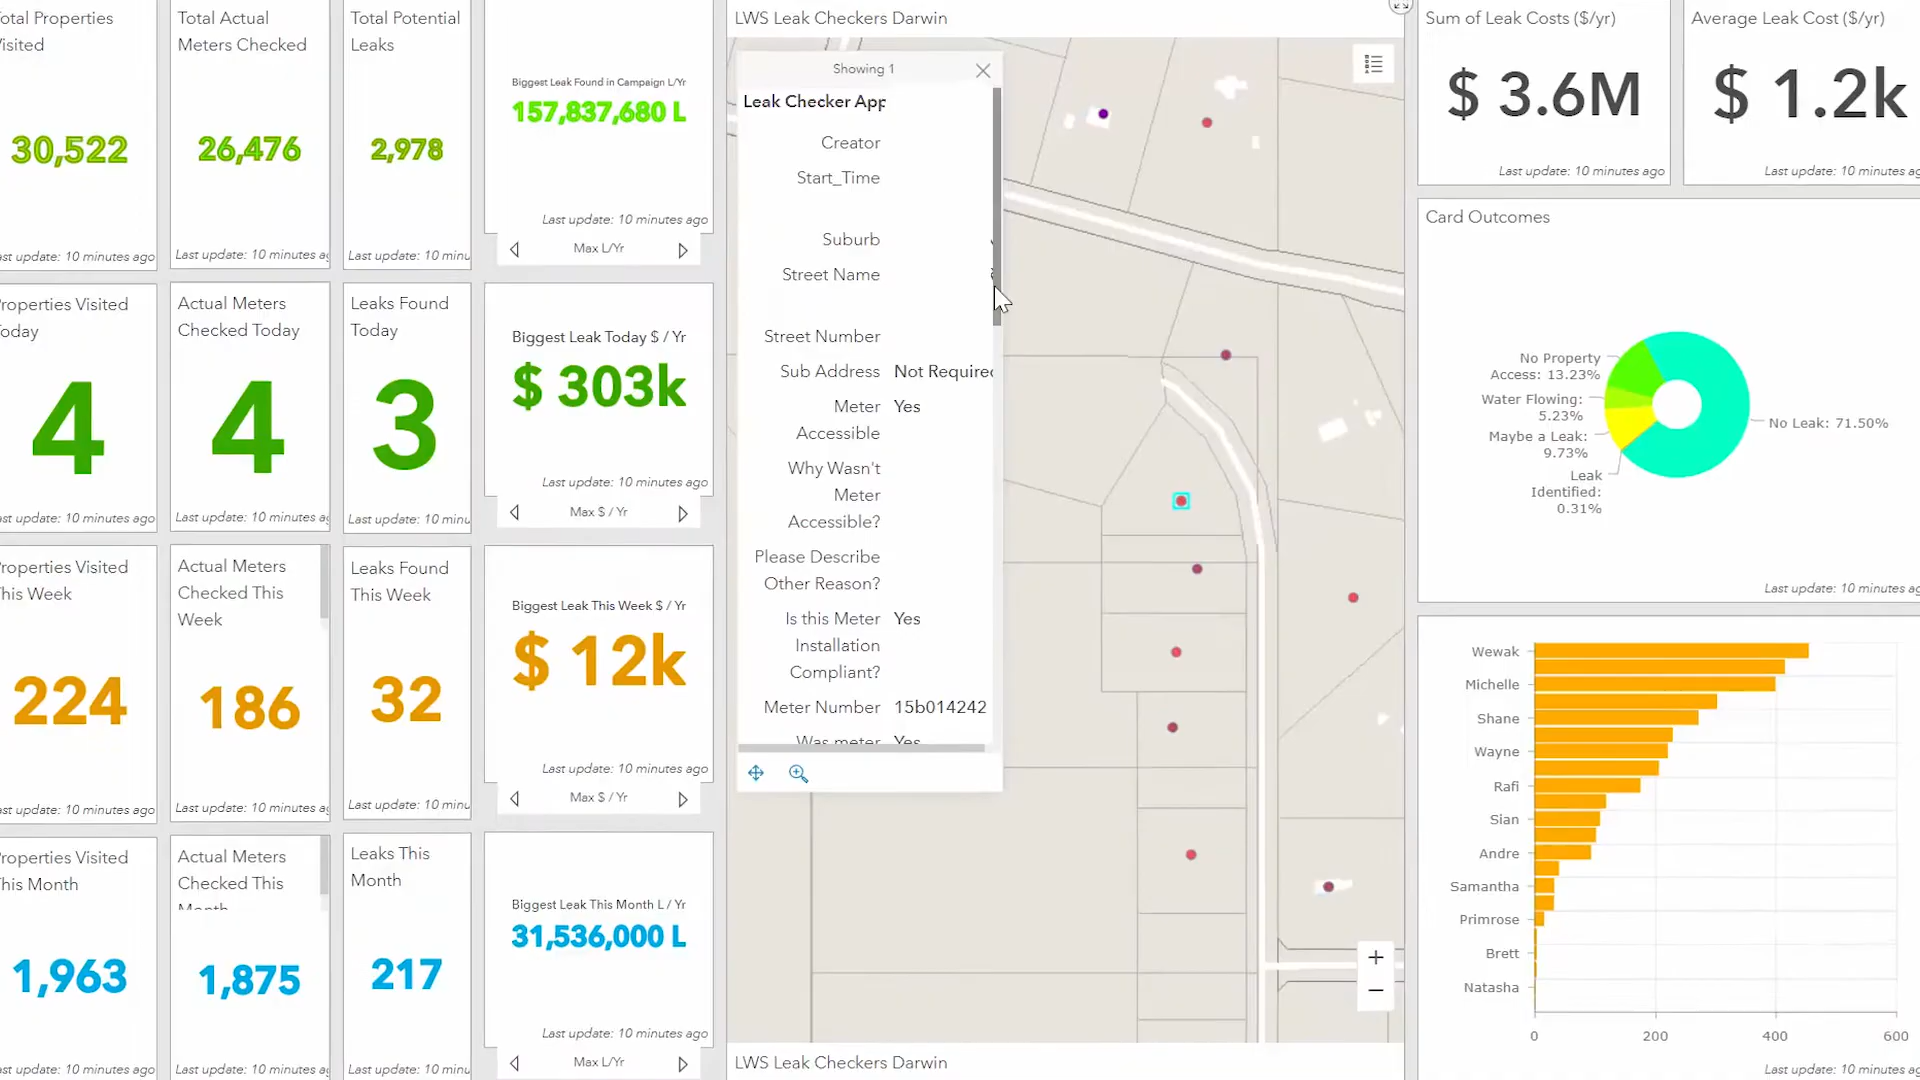 otal Properties
isited
30,522
ast update: 10 minutes ago
Total Actual
Meters Checked
26,476
Last update: 10 minutes ag
Total Potential
Leaks
2,978
Last update: 10 minu
Biggest Leak Found in Campaign L/Yr
157,837,680 L
Last update: 10 minutes ago
Max L/Yr
roperties Visited
oday
4
ast update: 10 minutes ago
Actual Meters
Checked Today
4
Last update: 10 minutes ag
Leaks Found
Today
3
Last update: 10 minu
Biggest Leak Today $ / Yr
$ 303k
Last update: 10 minutes ago
Max $ / Yr
roperties Visited
his Week
224
ast update: 10 minutes ago
Actual Meters
Checked This
Week
186
Last update: 10 minutes ag
Leaks Found
This Week
32
Last update: 10 minu
Biggest Leak This Week $ / Yr
$ 12k
Last update: 10 minutes ago
Max $ / Yr
roperties Visited
his Month
1,963
ast update: 10 minutes ago
Actual Meters
Checked This
Month
1,875
Last update: 10 minutes ag
Leaks This
Month
217
Last update: 10 minu
Biggest Leak This Month L / Yr
31,536,000 L
Last update: 10 minutes ago
Max L/Yr
LWS Leak Checkers Darwin
Showing 1
Leak Checker App
Creator
Start_Time
Suburb
Street Name
Street Number
Sub Address Not Required
Meter Yes
Accessible
Why Wasn't
Meter
Accessible?
Please Describe
Other Reason?
Is this Meter Yes
Installation
Compliant?
Meter Number 15b014242
Was meter Yes
+
−
LWS Leak Checkers Darwin
Sum of Leak Costs ($/yr)
$ 3.6M
Last update: 10 minutes ago
Average Leak Cost ($/yr)
$ 1.2k
Last update: 10 minutes ag
Card Outcomes
No Property
Access: 13.23%
Water Flowing:
5.23%
Maybe a Leak:
9.73%
Leak
Identified:
0.31%
No Leak: 71.50%
Last update: 10 minutes ag
Wewak
Michelle
Shane
Wayne
Rafi
Sian
Andre
Samantha
Primrose
Brett
Natasha
0 200 400 600
Last update: 10 minutes ag